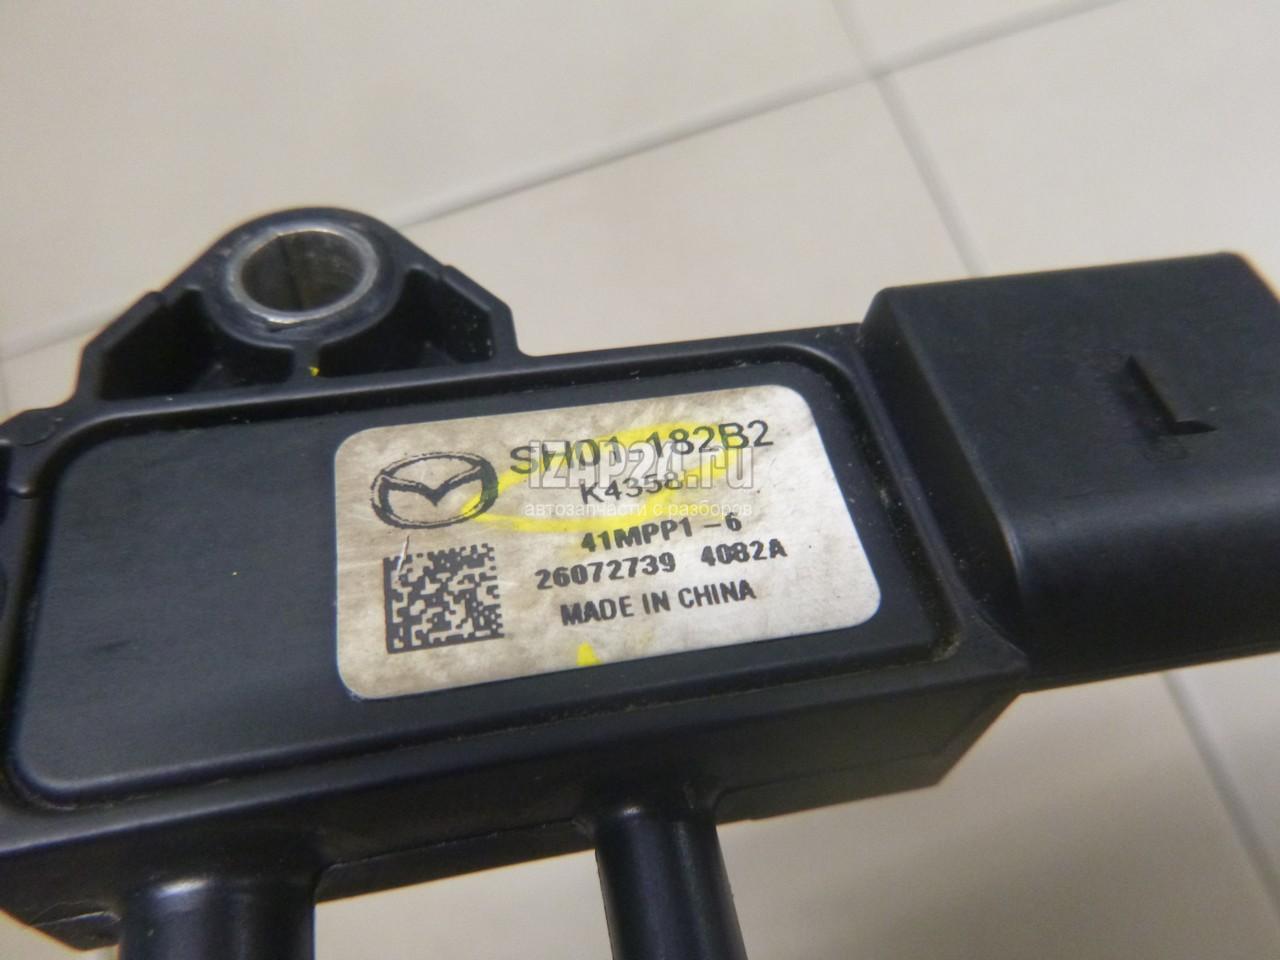 SH01 182B2
IZAP24.ru
K4358
автозапчасти с разборов
41MPP1-6
26072739 4082A
MADE IN CHINA